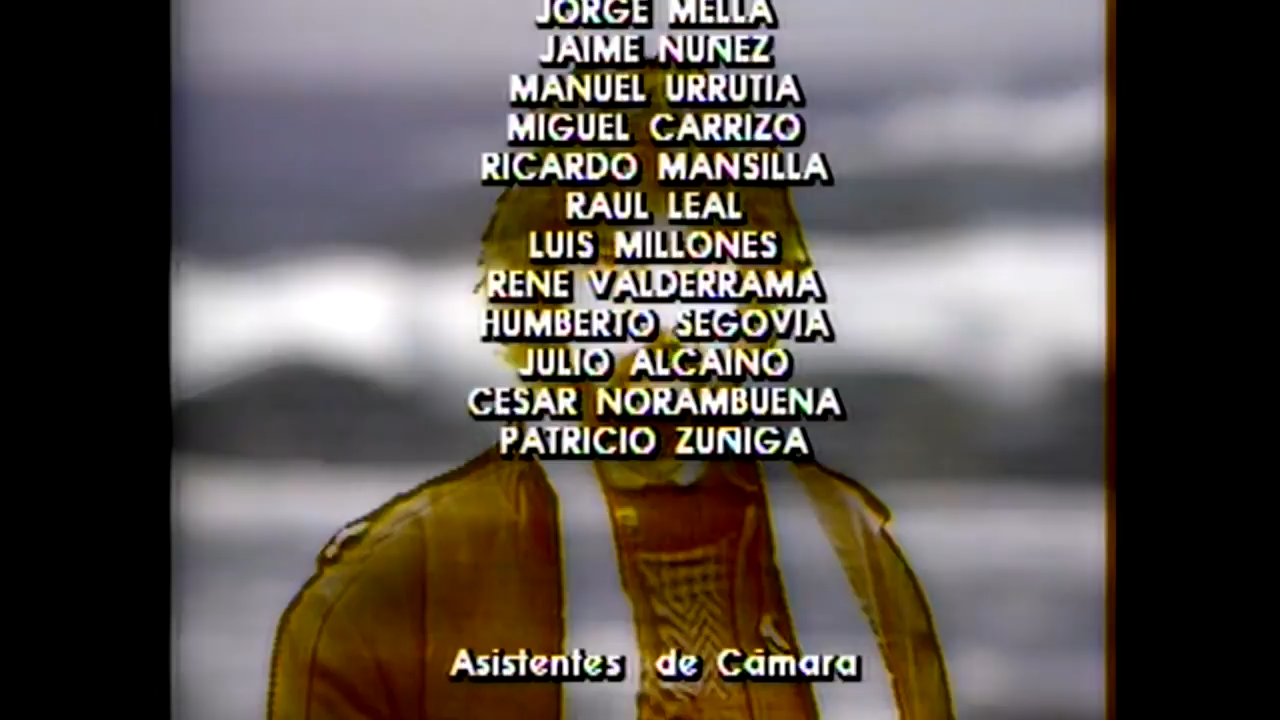 JORGE MELLA
JAIME NUÑEZ
MANUEL URRUTIA
MIGUEL CARRIZO
RICARDO MANSILLA
RAUL LEAL
LUIS MILLONES
RENE VALDERRAMA
HUMBERTO SEGOVIA
JULIO ALCAINO
CESAR NORAMBUENA
PATRICIO ZUÑIGA
Asistentes de Cámara